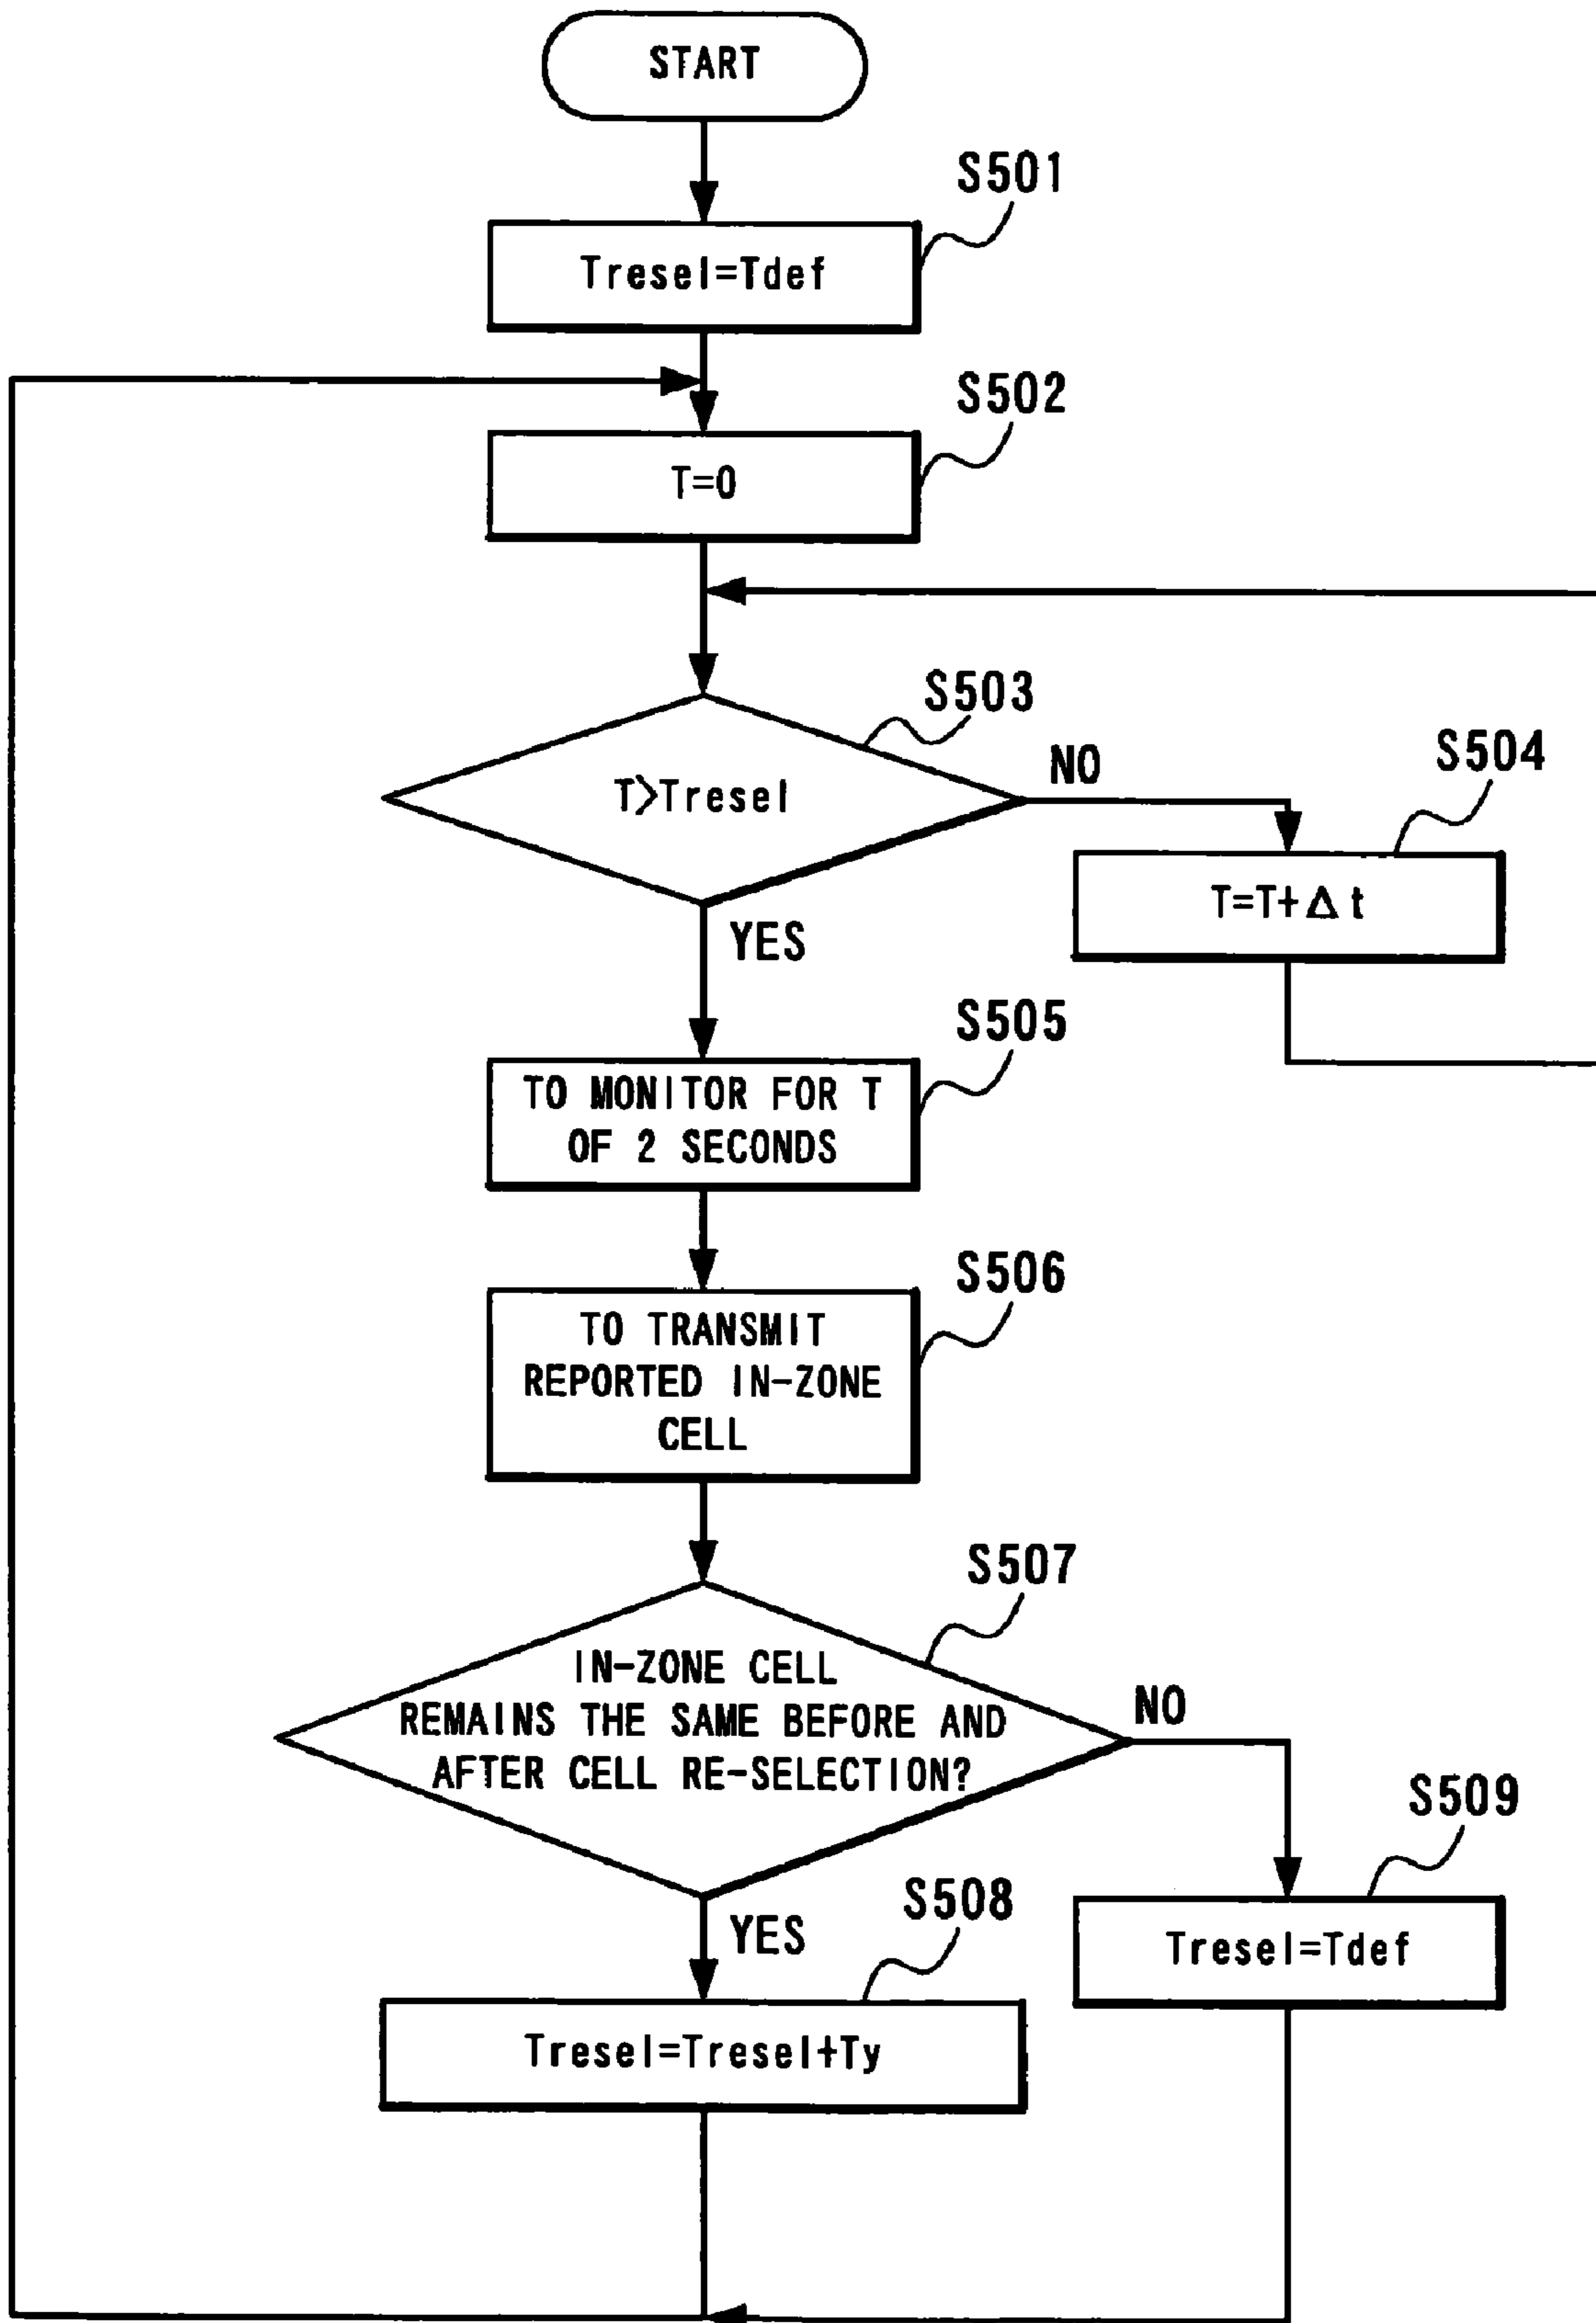 START
S501
Tresel=Tdef
S502
T=0
S503
T>Tresel
NO
S504
T=T+Δt
YES
S505
TO MONITOR FOR T
OF 2 SECONDS
S506
TO TRANSMIT
REPORTED IN-ZONE
CELL
S507
IN-ZONE CELL
REMAINS THE SAME BEFORE AND
AFTER CELL RE-SELECTION?
NO
S509
Tresel=Tdef
YES
S508
Tresel=Tresel+Ty